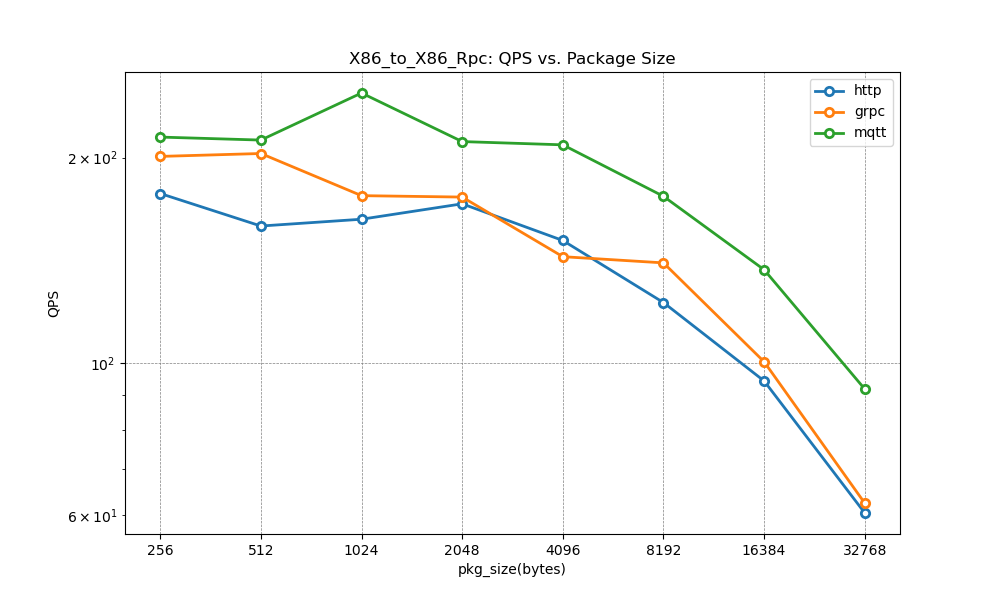 X86_to_X86_Rpc: QPS vs. Package Size
http
grpc
mqtt
2 × 10²
10²
6 × 10¹
QPS
256 512 1024 2048 4096 8192 16384 32768
pkg_size(bytes)